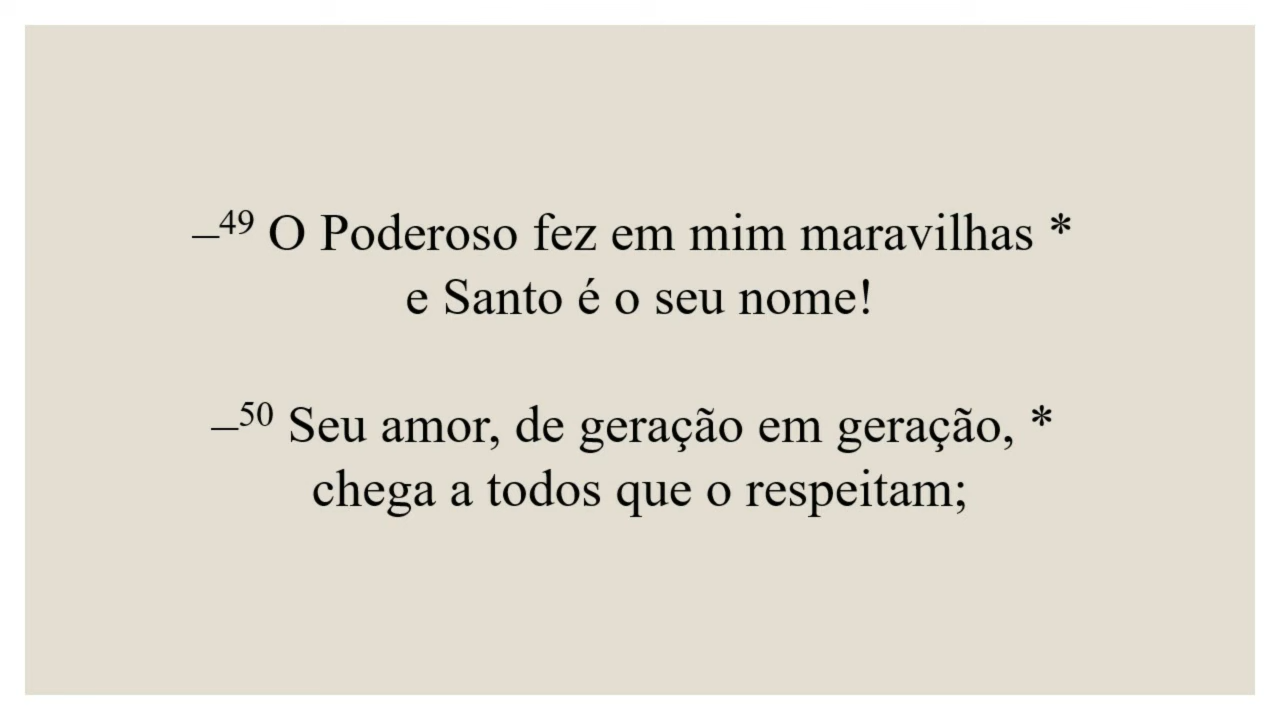 –⁴⁹ O Poderoso fez em mim maravilhas *
e Santo é o seu nome!
–⁵⁰ Seu amor, de geração em geração, *
chega a todos que o respeitam;